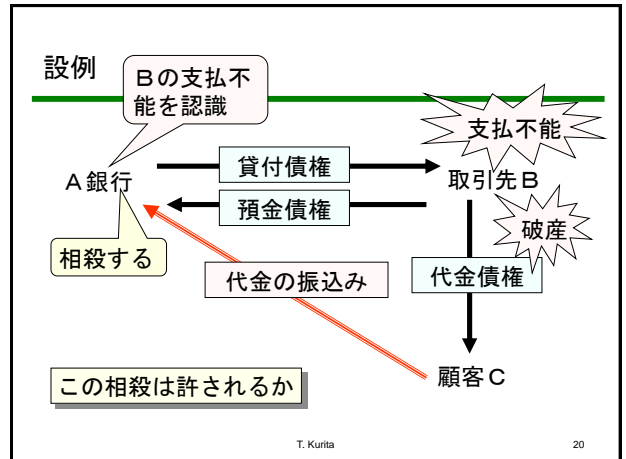 設例
Ｂの支払不
能を認識
支払不能
Ａ銀行
貸付債権
取引先Ｂ
預金債権
破産
相殺する
代金の振込み
代金債権
顧客Ｃ
この相殺は許されるか
T. Kurita
20